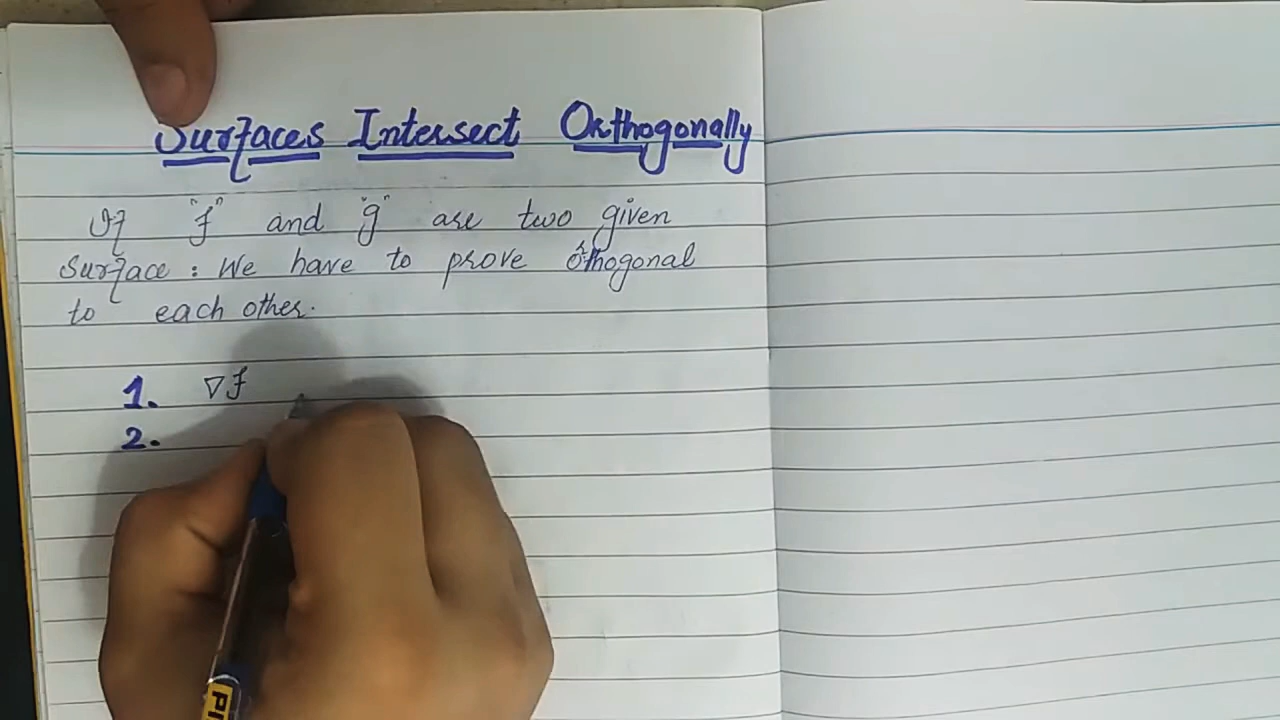 Surfaces Intersect Orthogonally
If "f" and "g" are two given
Surface : We have to prove orthogonal
to each other.
1. ∇f
2.
PI